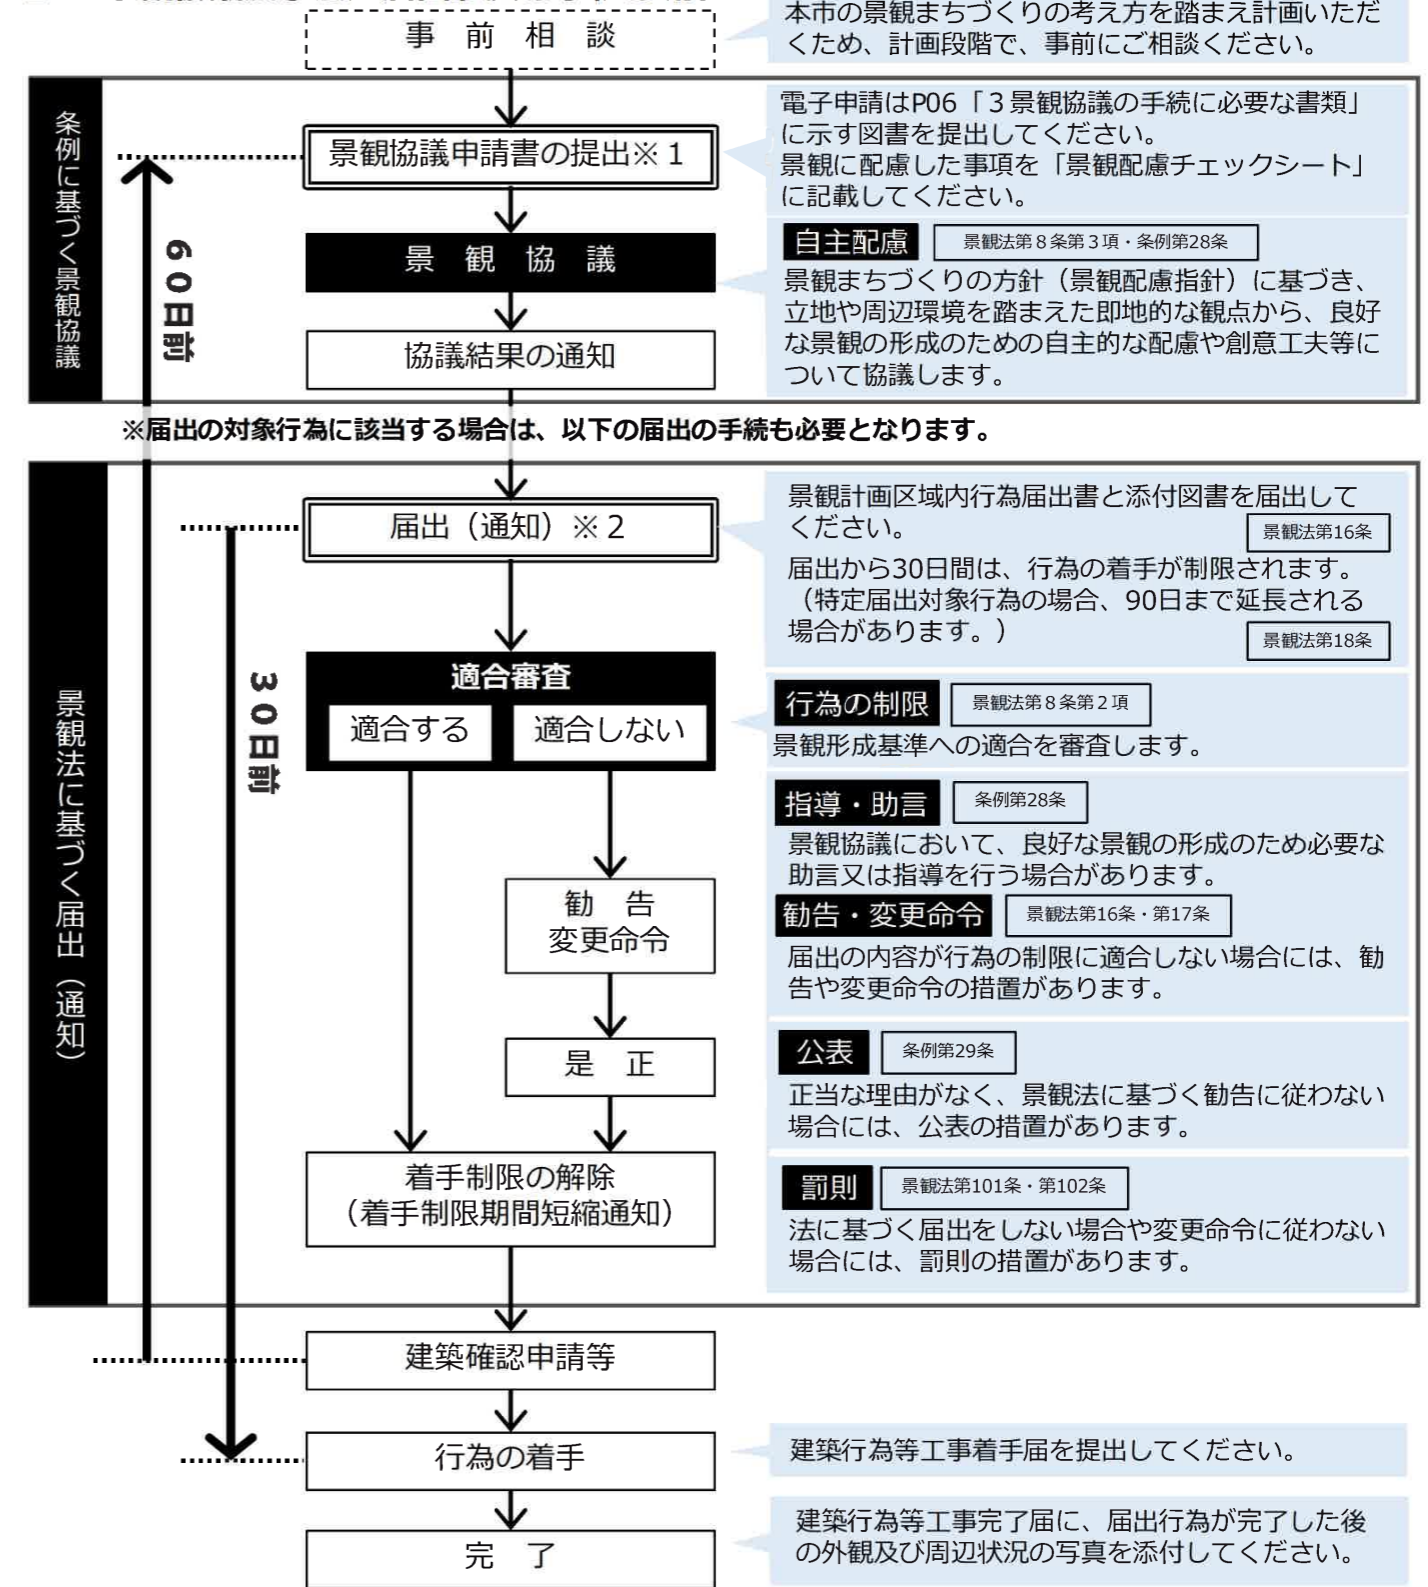 事前相談
本市の景観まちづくりの考え方を踏まえ計画いただ
くため、計画段階で、事前にご相談ください。
条例に基づく景観協議
景観協議申請書の提出※1
電子申請はP06「3景観協議の手続に必要な書類」
に示す図書を提出してください。
景観に配慮した事項を「景観配慮チェックシート」
に記載してください。
60日前
景観協議
自主配慮
景観法第8条第3項・条例第28条
景観まちづくりの方針（景観配慮指針）に基づき、
立地や周辺環境を踏まえた即地的な観点から、良好
な景観の形成のための自主的な配慮や創意工夫等に
ついて協議します。
協議結果の通知
※届出の対象行為に該当する場合は、以下の届出の手続も必要となります。
景観法に基づく届出（通知）
届出（通知）※2
景観計画区域内行為届出書と添付図書を届出して
ください。
景観法第16条
届出から30日間は、行為の着手が制限されます。
（特定届出対象行為の場合、90日まで延長される
場合があります。）
景観法第18条
30日前
適合審査
適合する
適合しない
行為の制限
景観法第8条第2項
景観形成基準への適合を審査します。
指導・助言
条例第28条
景観協議において、良好な景観の形成のため必要な
助言又は指導を行う場合があります。
勧告
変更命令
勧告・変更命令
景観法第16条・第17条
届出の内容が行為の制限に適合しない場合には、勧
告や変更命令の措置があります。
是正
公表
条例第29条
正当な理由がなく、景観法に基づく勧告に従わない
場合には、公表の措置があります。
着手制限の解除
（着手制限期間短縮通知）
罰則
景観法第101条・第102条
法に基づく届出をしない場合や変更命令に従わない
場合には、罰則の措置があります。
建築確認申請等
行為の着手
建築行為等工事着手届を提出してください。
完了
建築行為等工事完了届に、届出行為が完了した後
の外観及び周辺状況の写真を添付してください。